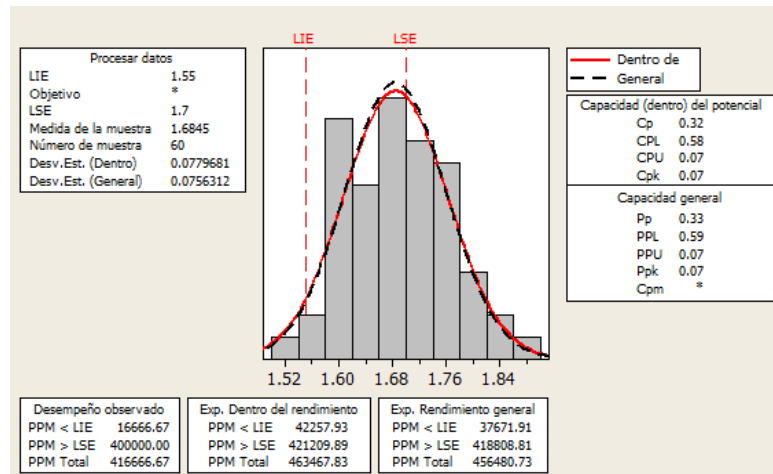 LIE LSE
Procesar datos
LIE 1.55
Objetivo *
LSE 1.7
Medida de la muestra 1.6845
Número de muestra 60
Desv.Est. (Dentro) 0.0779681
Desv.Est. (General) 0.0756312
Dentro de
General
Capacidad (dentro) del potencial
Cp 0.32
CPL 0.58
CPU 0.07
Cpk 0.07
Capacidad general
Pp 0.33
PPL 0.59
PPU 0.07
Ppk 0.07
Cpm *
1.52 1.60 1.68 1.76 1.84
Desempeño observado
PPM < LIE 16666.67
PPM > LSE 400000.00
PPM Total 416666.67
Exp. Dentro del rendimiento
PPM < LIE 42257.93
PPM > LSE 421209.89
PPM Total 463467.83
Exp. Rendimiento general
PPM < LIE 37671.91
PPM > LSE 418808.81
PPM Total 456480.73